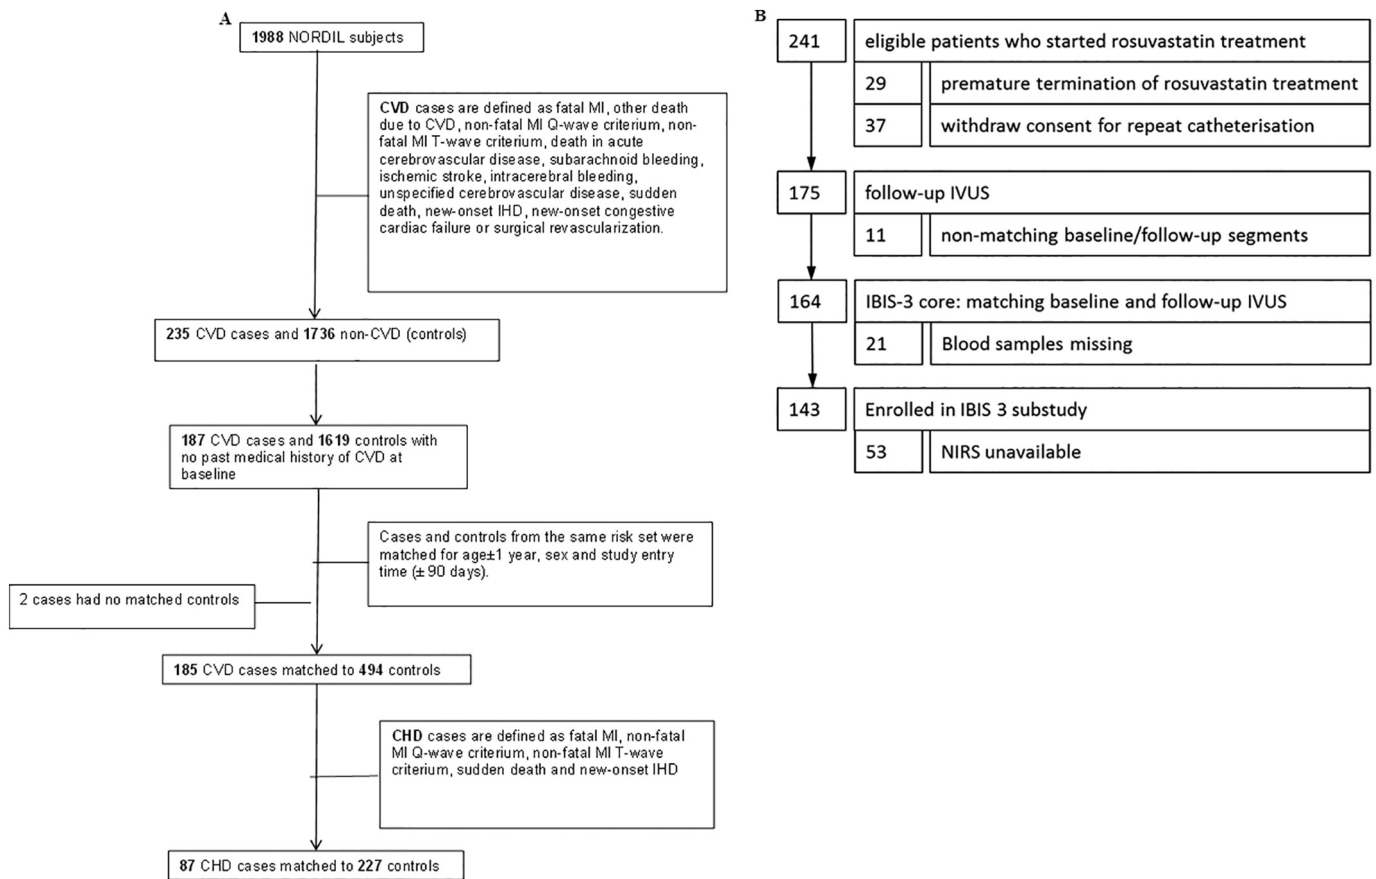 A
1988 NORDIL subjects
CVD cases are defined as fatal MI, other death
due to CVD, non-fatal MI Q-wave criterium, non-
fatal MI T-wave criterium, death in acute
cerebrovascular disease, subarachnoid bleeding,
ischemic stroke, intracerebral bleeding,
unspecified cerebrovascular disease, sudden
death, new-onset IHD, new-onset congestive
cardiac failure or surgical revascularization.
235 CVD cases and 1736 non-CVD (controls)
187 CVD cases and 1619 controls with
no past medical history of CVD at
baseline
Cases and controls from the same risk set were
matched for age±1 year, sex and study entry
time (± 90 days).
2 cases had no matched controls
185 CVD cases matched to 494 controls
CHD cases are defined as fatal MI, non-fatal
MI Q-wave criterium, non-fatal MI T-wave
criterium, sudden death and new-onset IHD
87 CHD cases matched to 227 controls
B
241 eligible patients who started rosuvastatin treatment
29 premature termination of rosuvastatin treatment
37 withdraw consent for repeat catheterisation
175 follow-up IVUS
11 non-matching baseline/follow-up segments
164 IBIS-3 core: matching baseline and follow-up IVUS
21 Blood samples missing
143 Enrolled in IBIS 3 substudy
53 NIRS unavailable